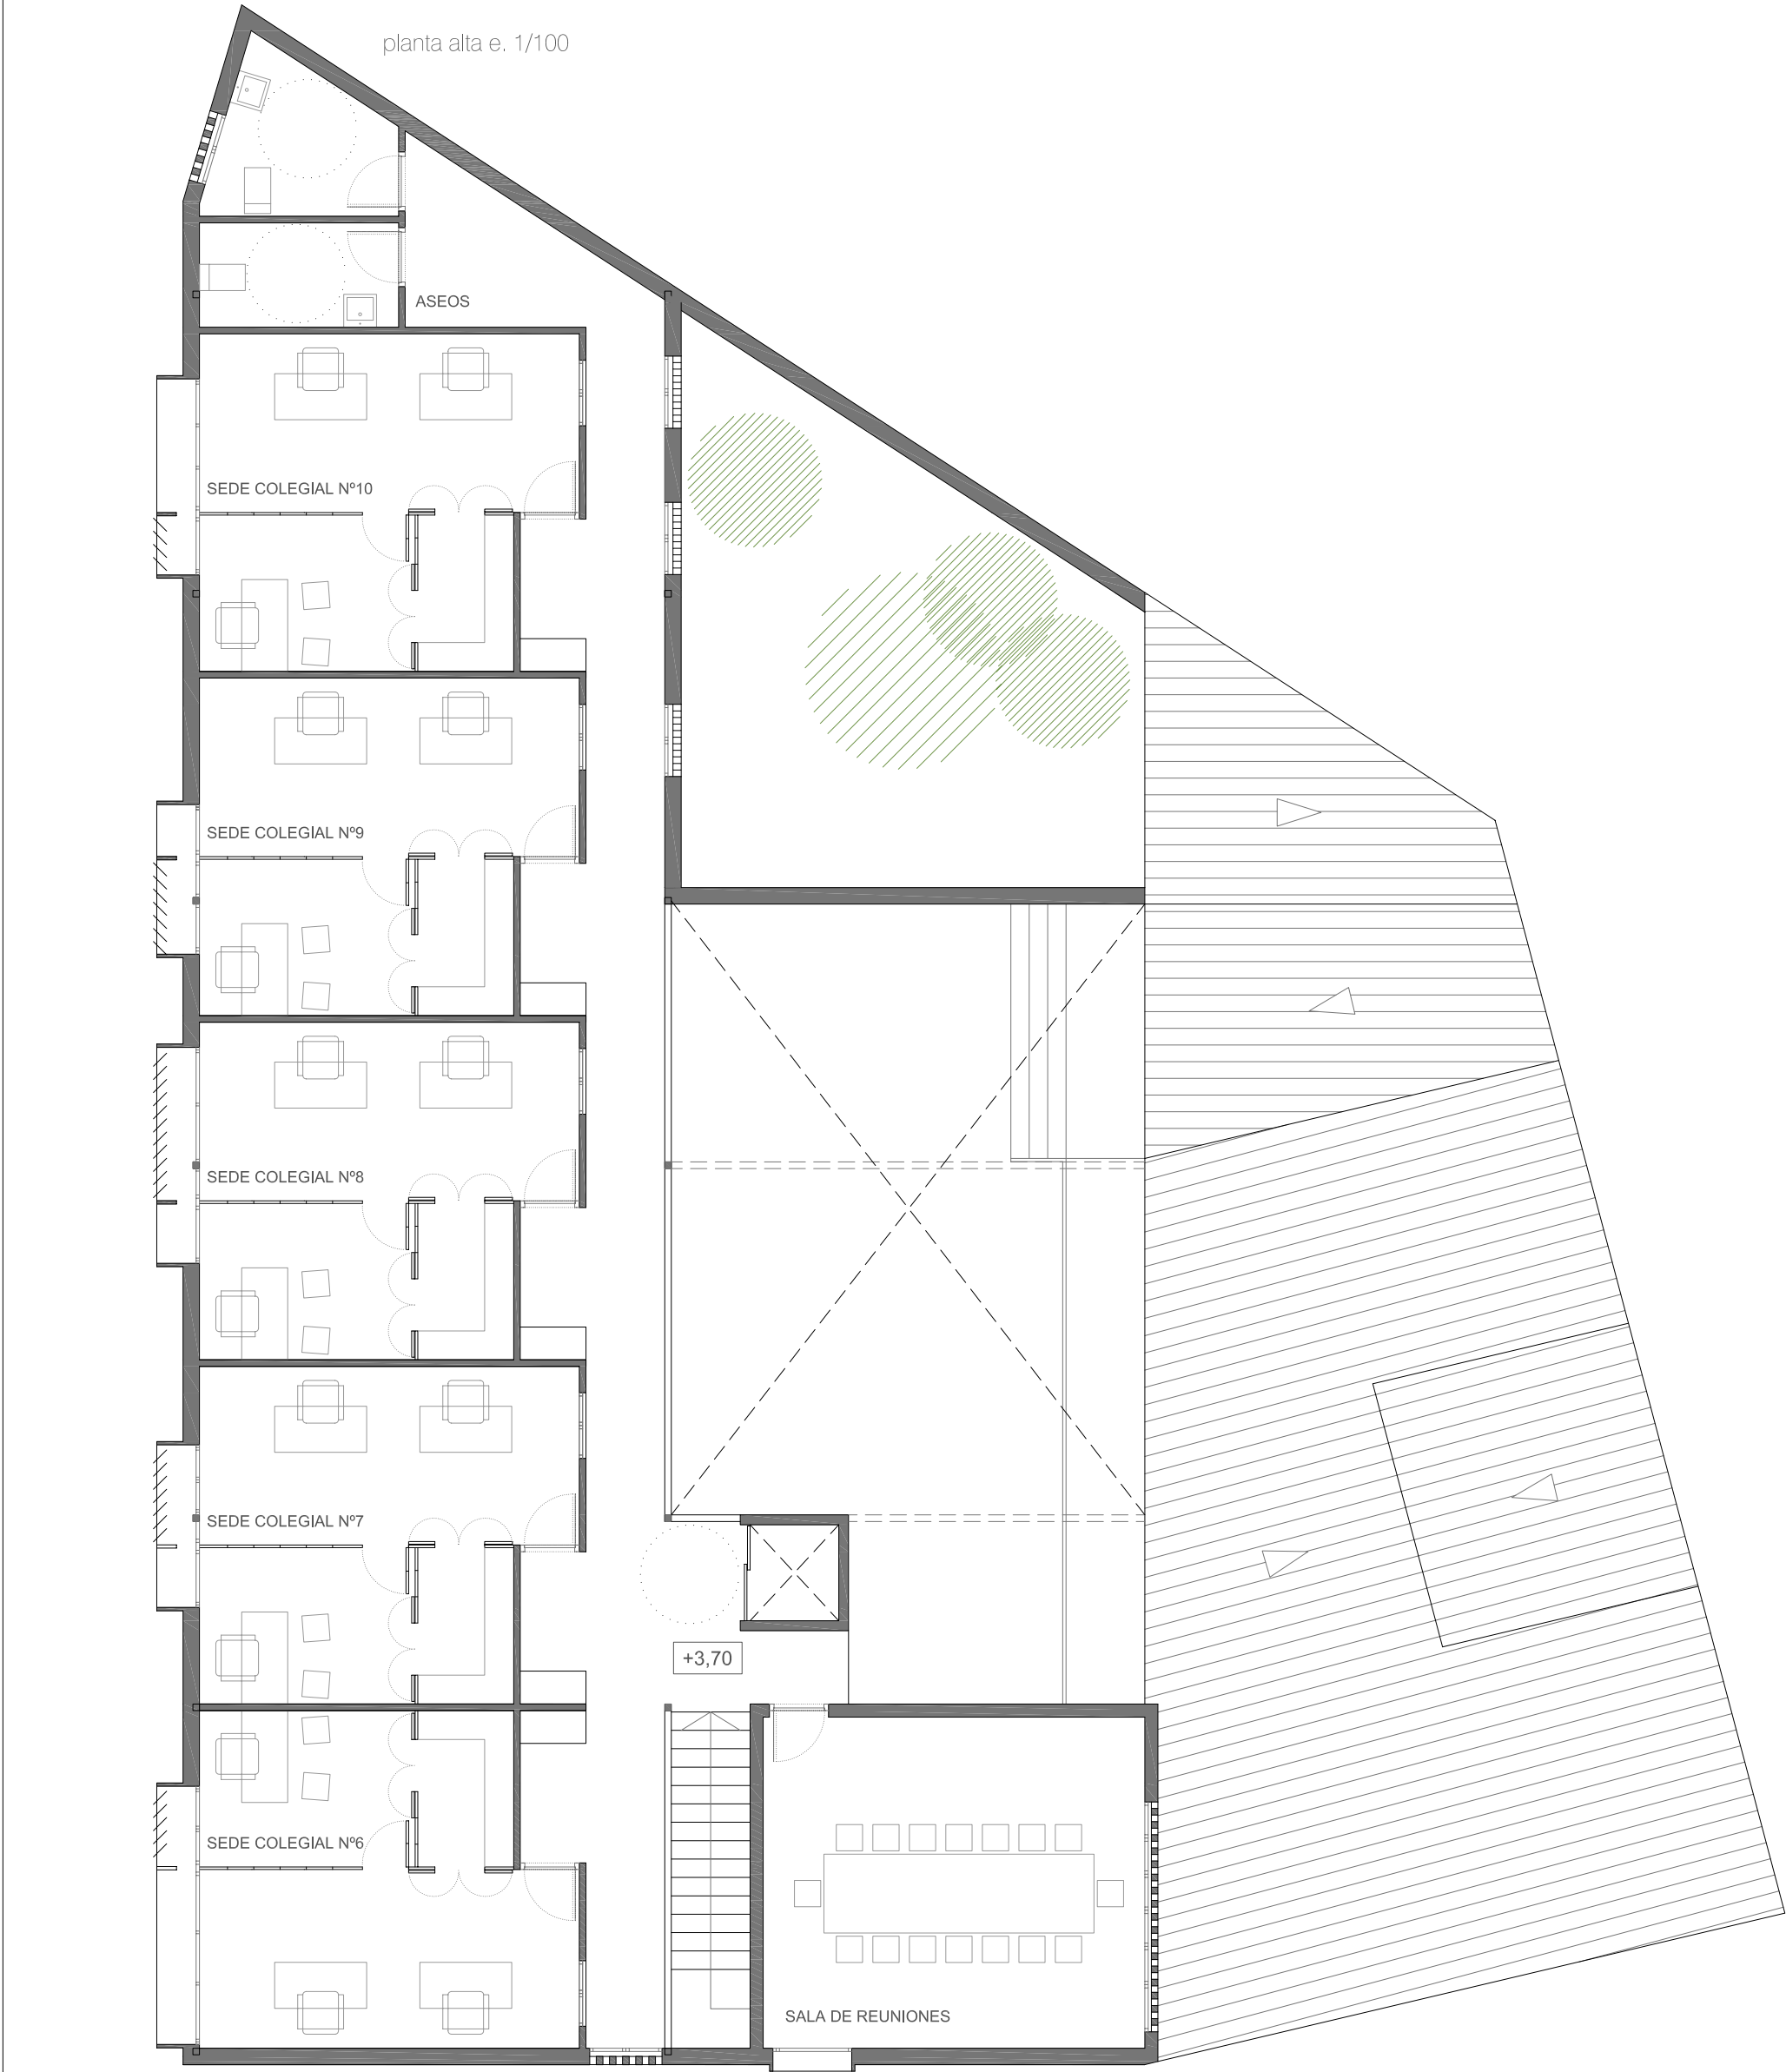 planta alta e. 1/100
ASEOS
SEDE COLEGIAL Nº10
SEDE COLEGIAL Nº9
SEDE COLEGIAL Nº8
SEDE COLEGIAL Nº7
+3,70
SEDE COLEGIAL Nº6
SALA DE REUNIONES